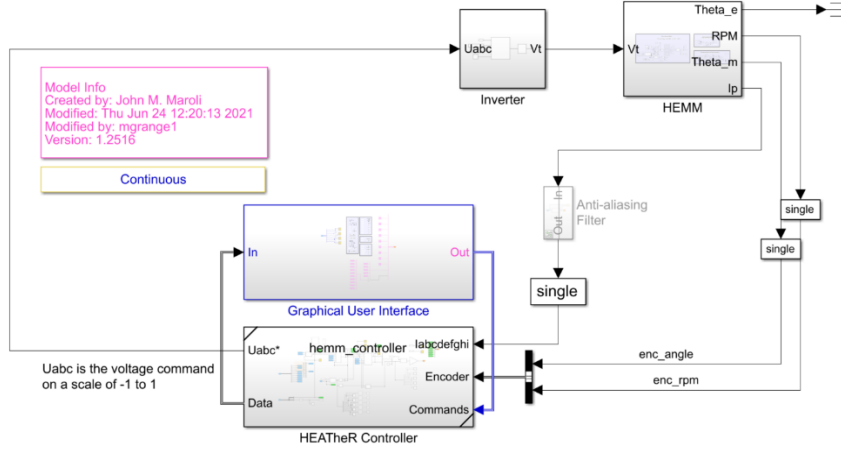 Theta_e
RPM
Uabc
Vt
Vt
Theta_m
Ip
Inverter
HEMM
Model Info
Created by: John M. Maroli
Modified: Thu Jun 24 12:20:13 2021
Modified by: mgrange1
Version: 1.2516
Continuous
In
Out
Anti-aliasing
Filter
single
single
single
In
Out
Graphical User Interface
Uabc*
hemm_controller
Iabcdefghi
Encoder
Commands
Data
enc_angle
enc_rpm
Uabc is the voltage command
on a scale of -1 to 1
HEATheR Controller